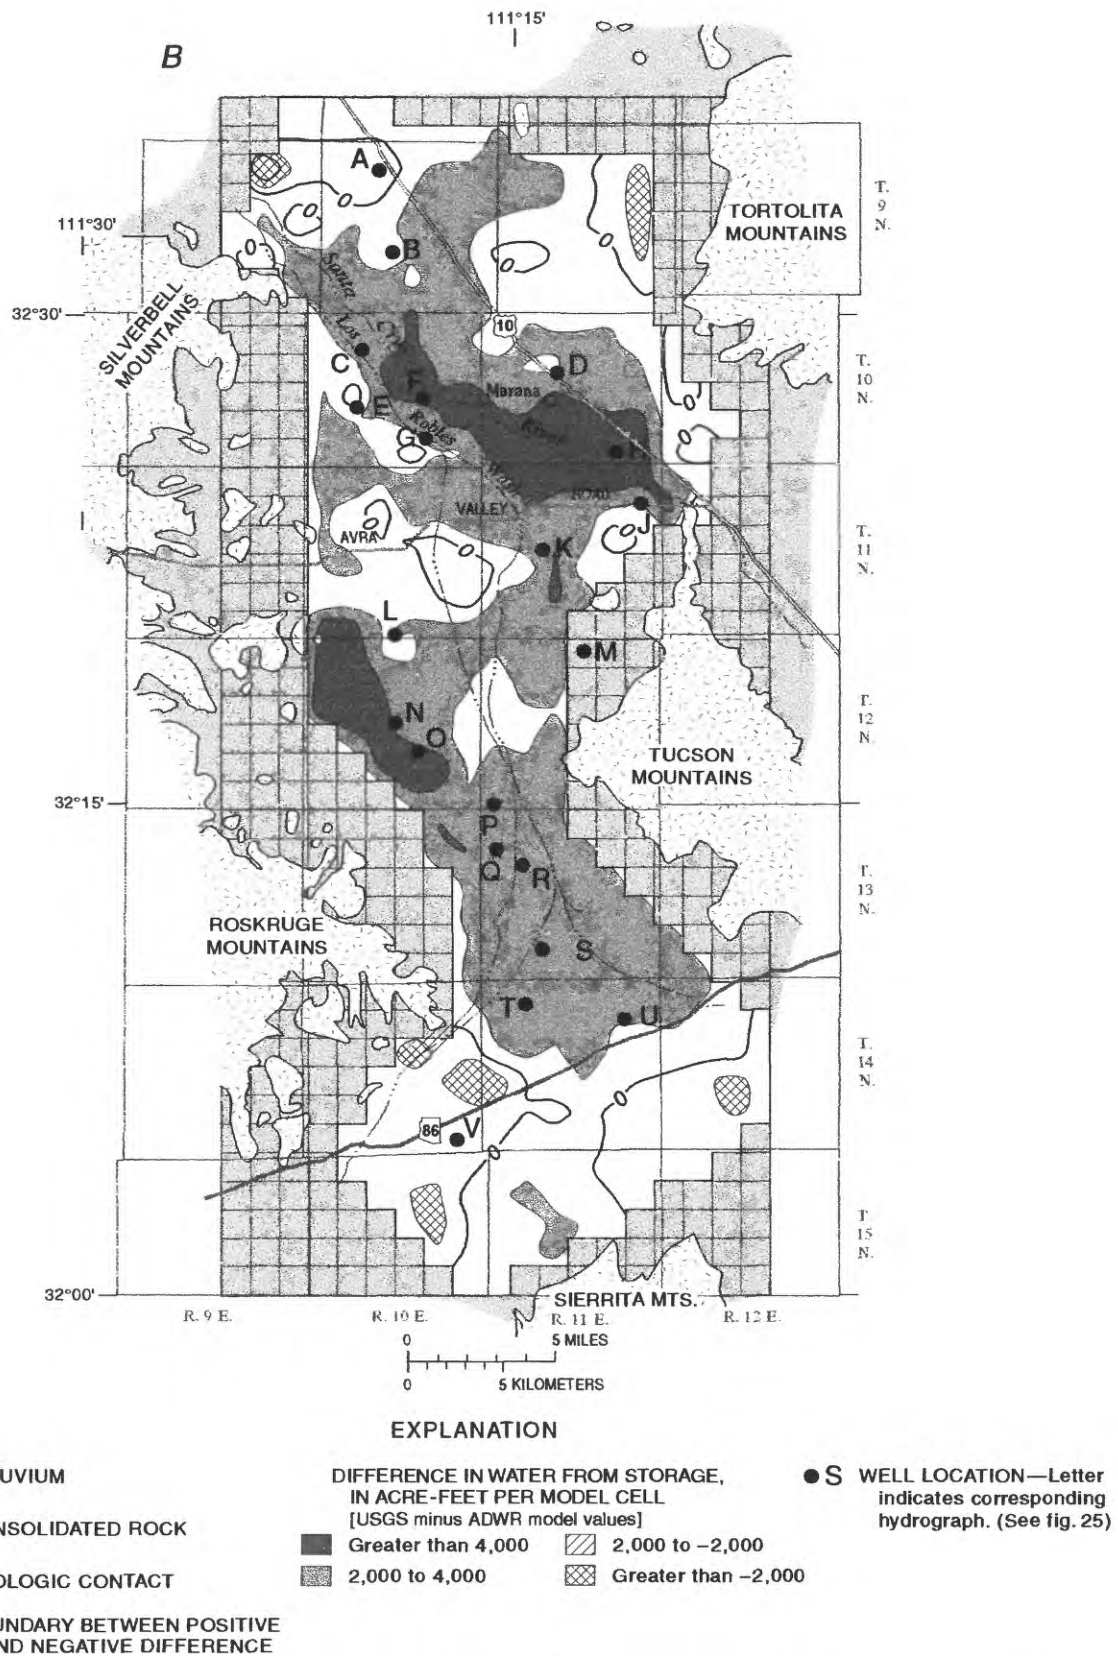 111°15'
B
A
T.
9
N.
TORTOLITA
MOUNTAINS
111°30'
B
Santa
SILVERBELL
MOUNTAINS
32°30'
10
Los
C
D
T.
10
N.
Marana
F
E
Robles
River
G
H
Wash
VALLEY
ROAD
J
AVRA
K
T.
11
N.
L
M
N
O
T.
12
N.
TUCSON
MOUNTAINS
32°15'
P
Q
R
T.
13
N.
ROSKRUGE
MOUNTAINS
S
T
U
T.
14
N.
86
V
T.
15
N.
32°00'
SIERRITA MTS.
R. 9 E.
R. 10 E.
R. 11 E.
R. 12 E.
0
5 MILES
0
5 KILOMETERS
EXPLANATION
UVIUM
NSOLIDATED ROCK
OLOGIC CONTACT
UNDARY BETWEEN POSITIVE
ND NEGATIVE DIFFERENCE
DIFFERENCE IN WATER FROM STORAGE,
IN ACRE-FEET PER MODEL CELL
[USGS minus ADWR model values]
Greater than 4,000
2,000 to −2,000
2,000 to 4,000
Greater than −2,000
S WELL LOCATION—Letter
indicates corresponding
hydrograph. (See fig. 25)